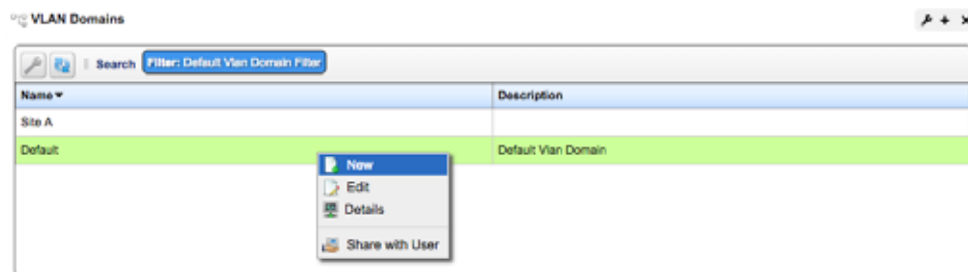 VLAN Domains
Search Filter: Default Vlan Domain Filter
Name Description
Site A
Default Default Vlan Domain
New
Edit
Details
Share with User